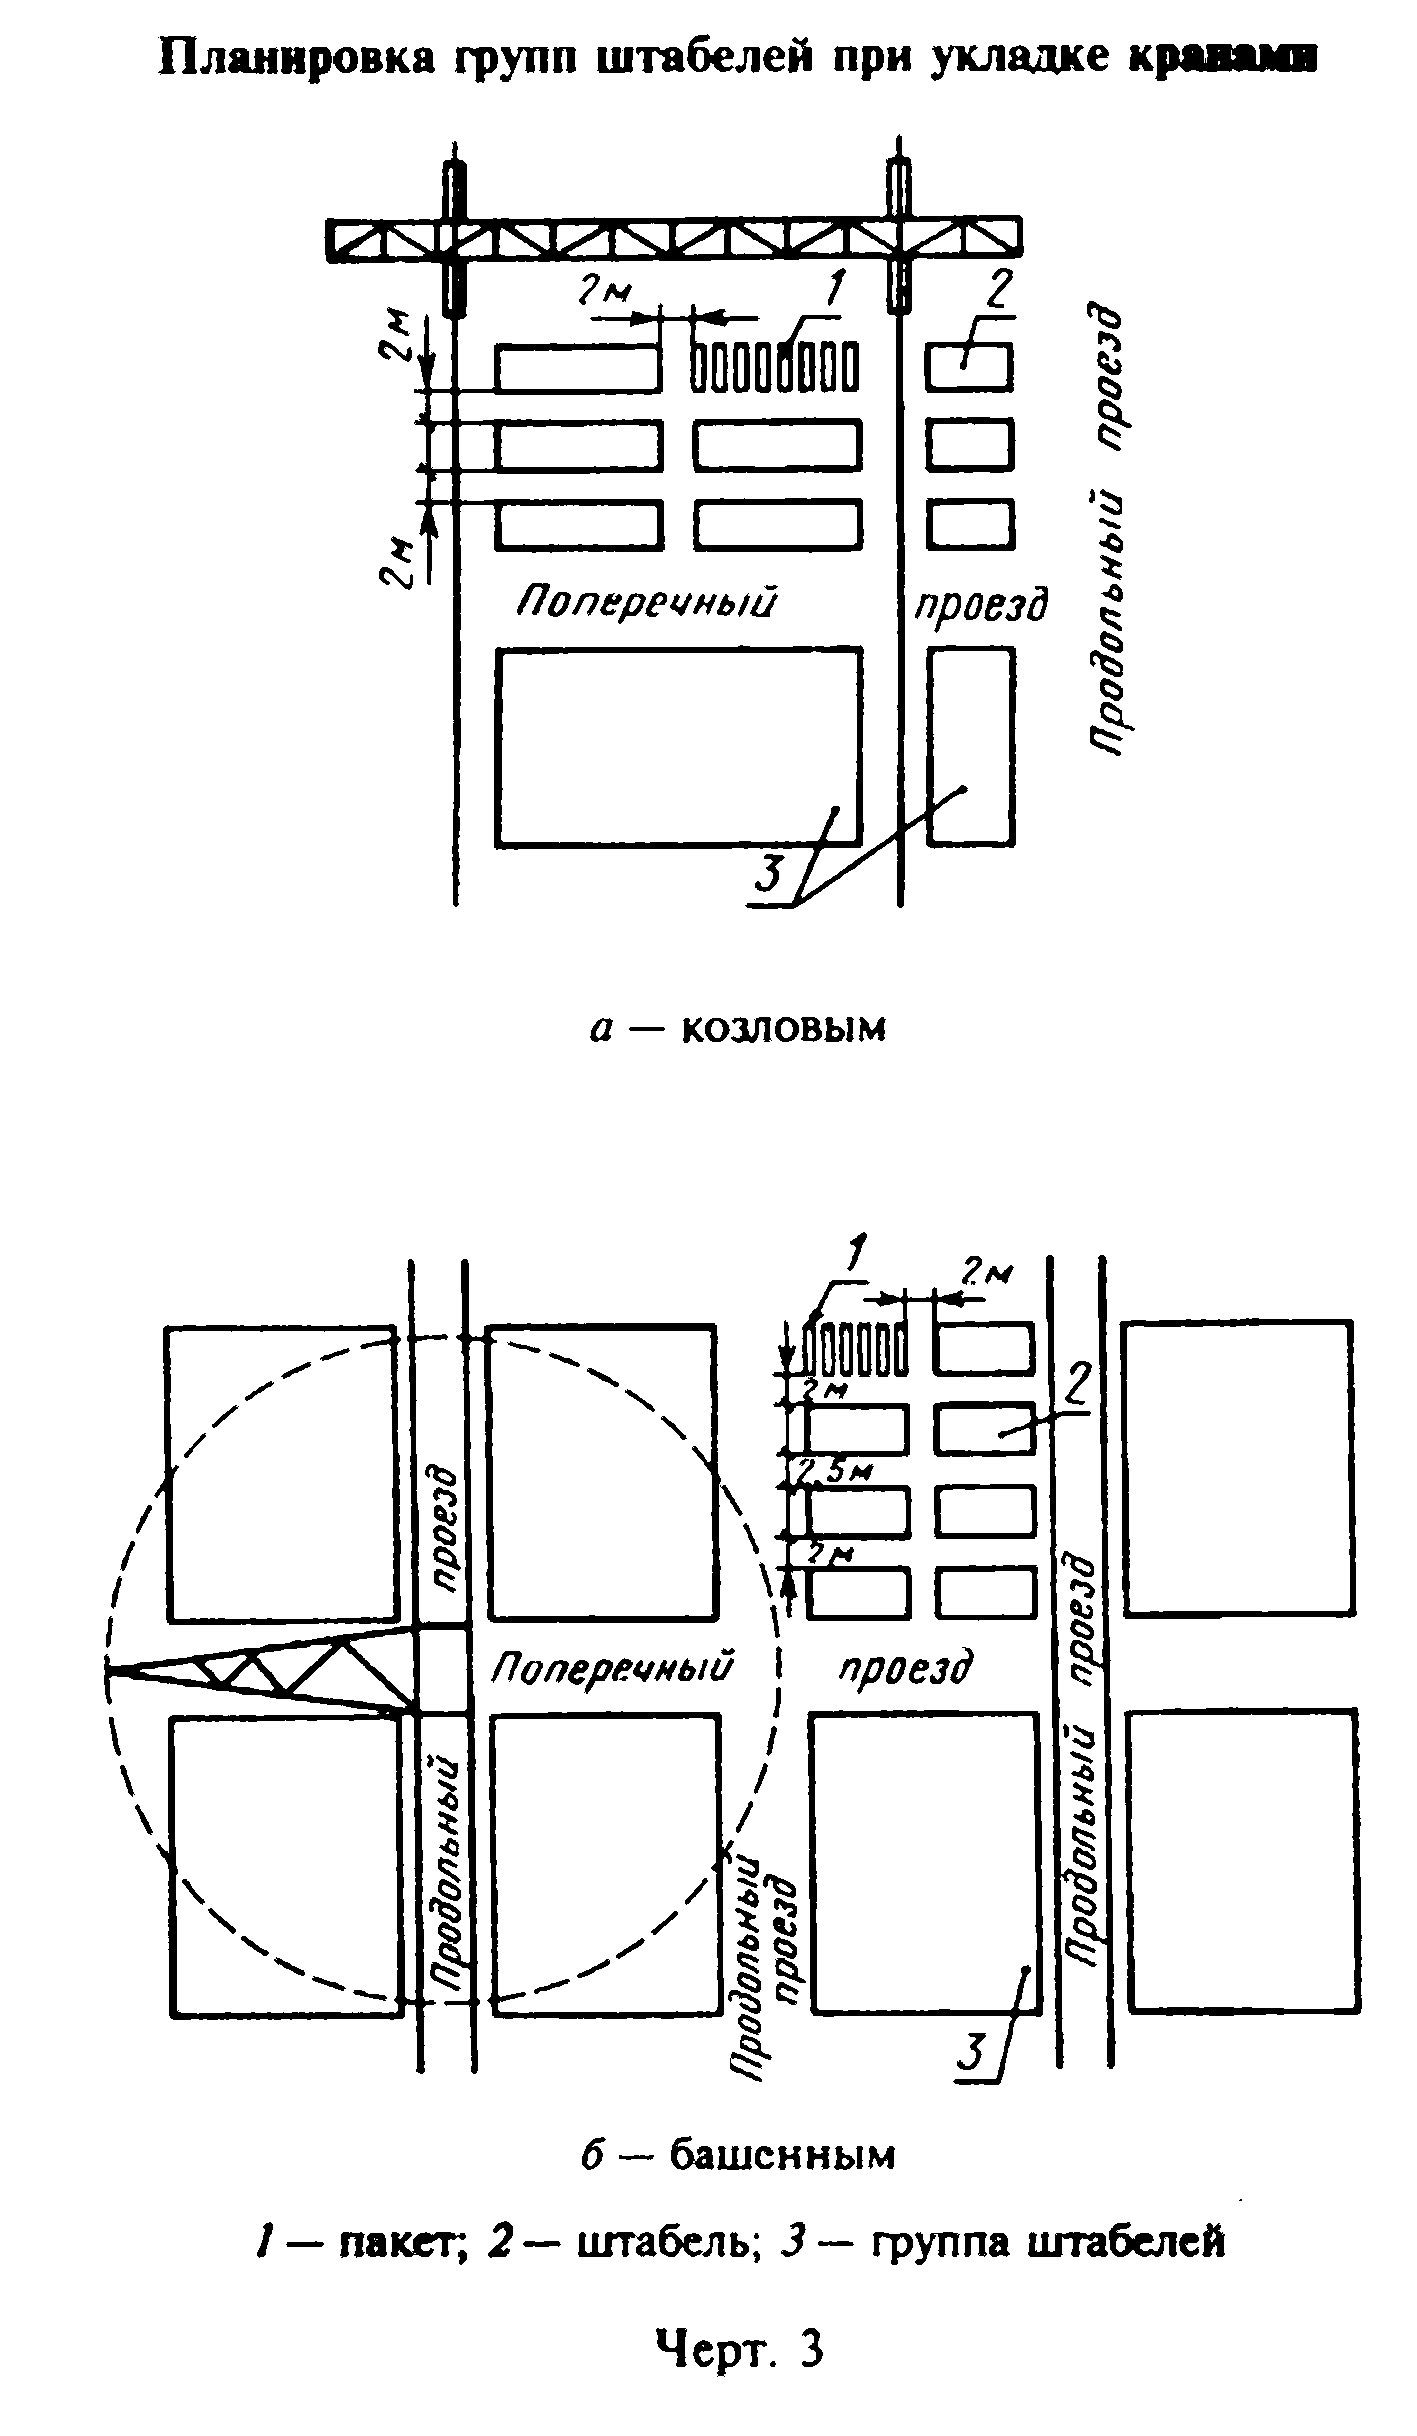 Планировка групп штабелей при укладке кранами
2м
1
2
2м
2м
Продольный проезд
Поперечный проезд
3
а — козловым
1
2м
2м
2
2,5м
2м
проезд
Поперечный проезд
Продольный проезд
Продольный
Продольный
проезд
3
б — башенным
1 — пакет; 2 — штабель; 3 — группа штабелей
Черт. 3